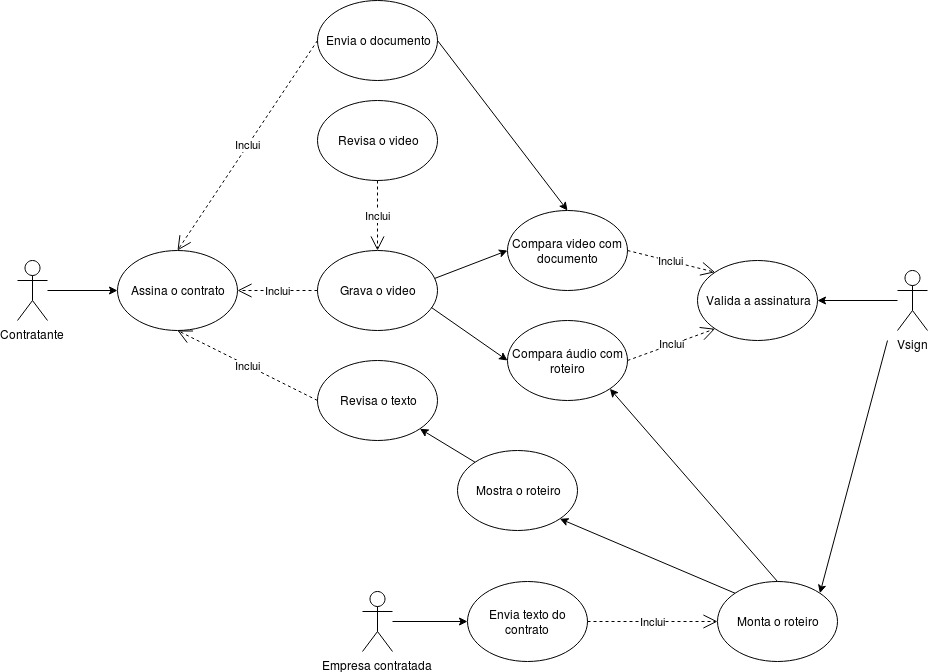 Envia o documento
Revisa o video
Inclui
Inclui
Compara video com
documento
Inclui
Assina o contrato
Inclui
Grava o video
Valida a assinatura
Contratante
Vsign
Compara áudio com
roteiro
Inclui
Inclui
Revisa o texto
Mostra o roteiro
Envia texto do
contrato
Inclui
Monta o roteiro
Empresa contratada